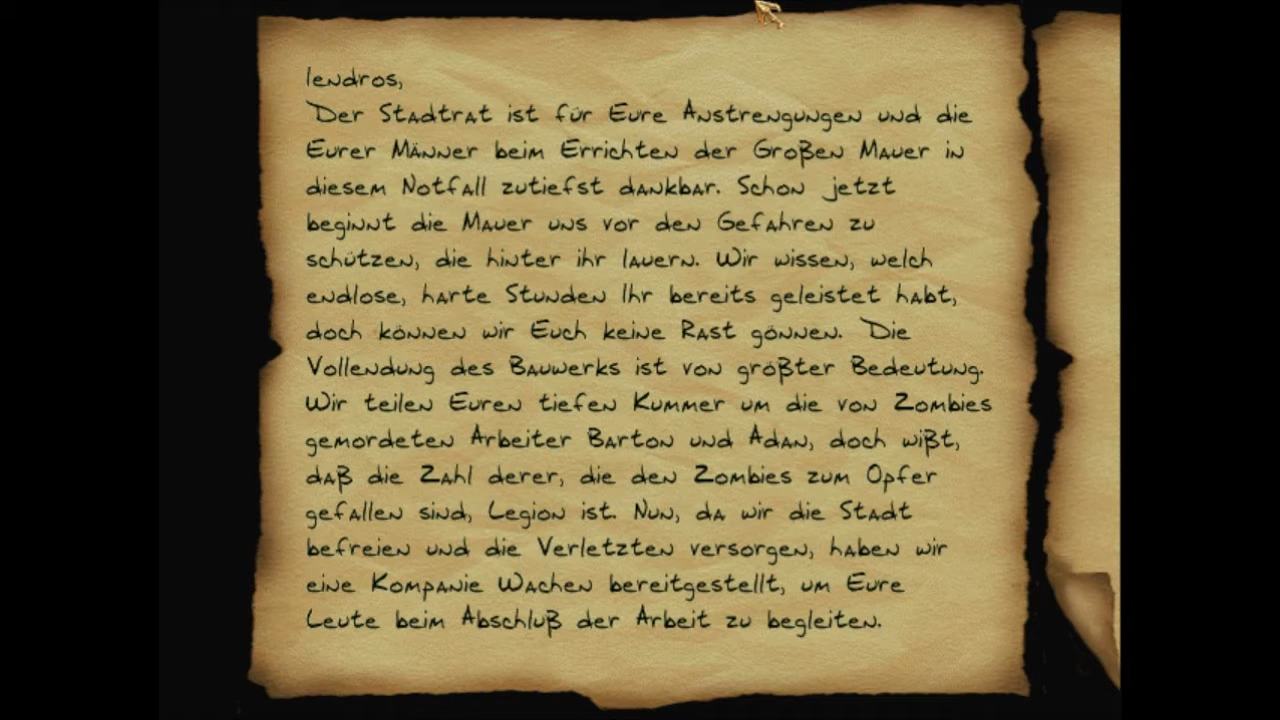 lendros,
Der Stadtrat ist für Eure Anstrengungen und die
Eurer Männer beim Errichten der Großen Mauer in
diesem Notfall zutiefst dankbar. Schon jetzt
beginnt die Mauer uns vor den Gefahren zu
schützen, die hinter ihr lauern. Wir wissen, welch
endlose, harte Stunden Ihr bereits geleistet habt,
doch können wir Euch keine Rast gönnen. Die
Vollendung des Bauwerks ist von größter Bedeutung.
Wir teilen Euren tiefen Kummer um die von Zombies
gemordeten Arbeiter Barton und Adan, doch wißt,
daß die Zahl derer, die den Zombies zum Opfer
gefallen sind, Legion ist. Nun, da wir die Stadt
befreien und die Verletzten versorgen, haben wir
eine Kompanie Wachen bereitgestellt, um Eure
Leute beim Abschluß der Arbeit zu begleiten.